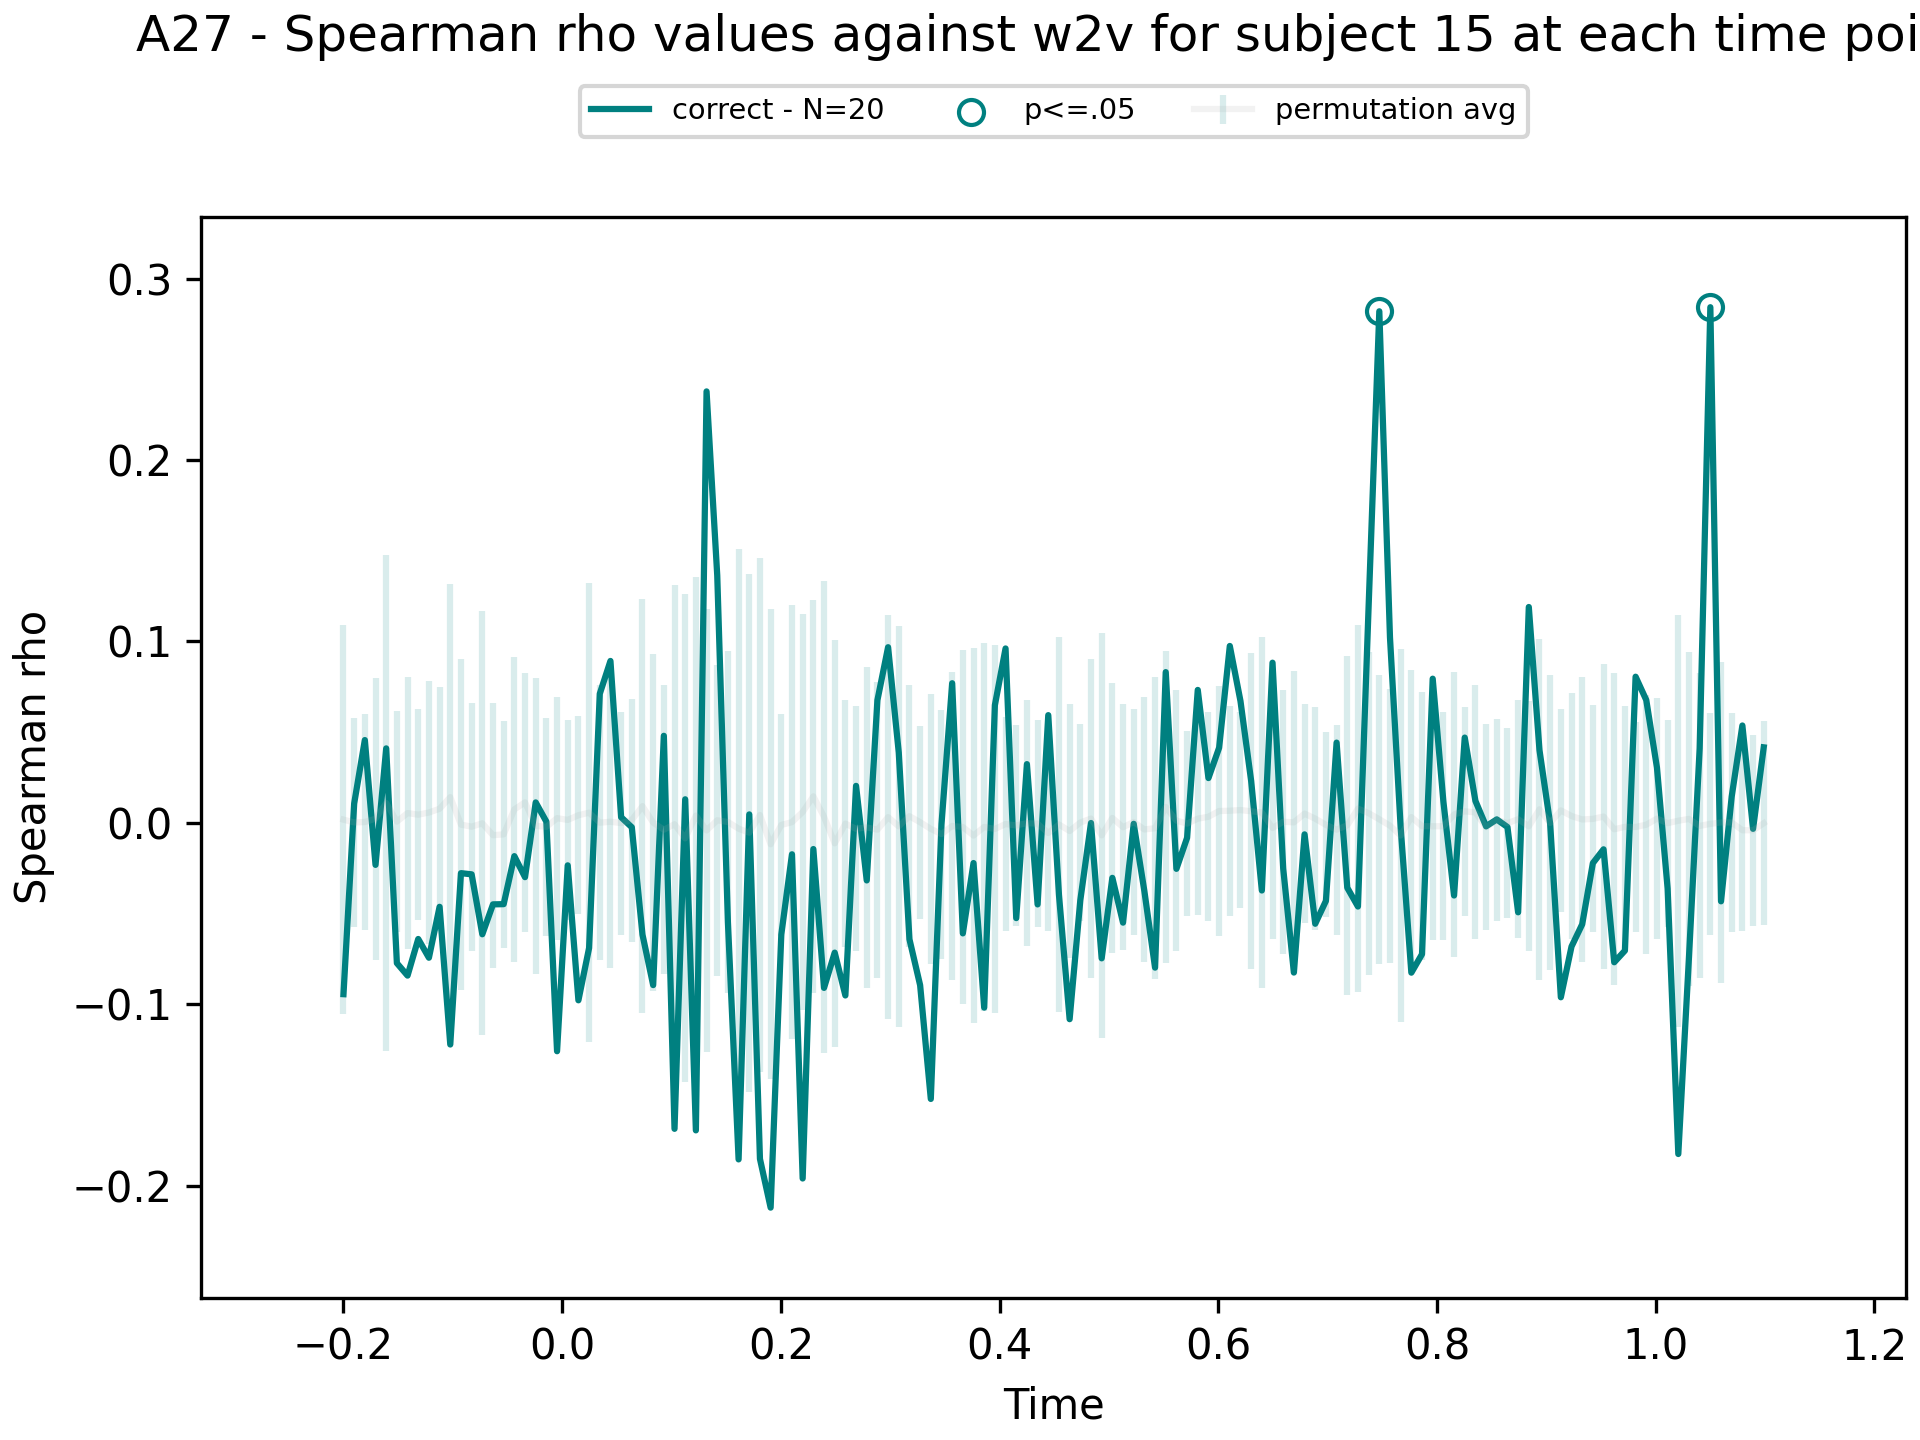 A27 - Spearman rho values against w2v for subject 15 at each time poi
correct - N=20
p<=.05
permutation avg
Spearman rho
0.3
0.2
0.1
0.0
−0.1
−0.2
−0.2
0.0
0.2
0.4
0.6
0.8
1.0
1.2
Time